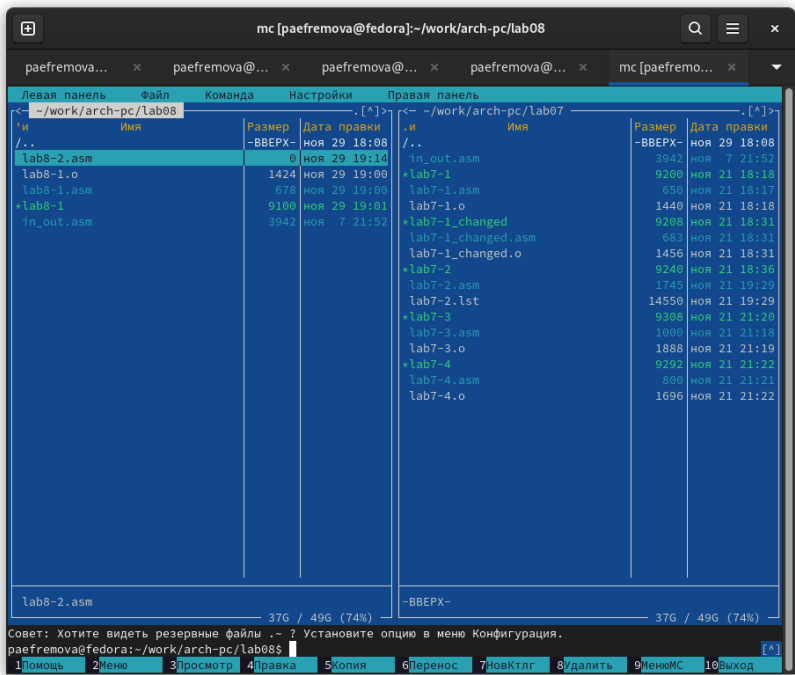 mc [paefremova@fedora]:~/work/arch-pc/lab08
paefremova... × paefremova@... × paefremova@... × paefremova@... × mc [paefremo... ×
Левая панель Файл Команда Настройки Правая панель
<— ~/work/arch-pc/lab08 .[^]>
'и Имя Размер Дата правки
/.. -ВВЕРХ- ноя 29 18:08
lab8-2.asm 0 ноя 29 19:14
lab8-1.o 1424 ноя 29 19:00
lab8-1.asm 678 ноя 29 19:00
*lab8-1 9100 ноя 29 19:01
in_out.asm 3942 ноя 7 21:52
lab8-2.asm
37G / 49G (74%)
<— ~/work/arch-pc/lab07 .[^]>
.и Имя Размер Дата правки
/.. -ВВЕРХ- ноя 29 18:08
in_out.asm 3942 ноя 7 21:52
*lab7-1 9200 ноя 21 18:18
lab7-1.asm 650 ноя 21 18:17
lab7-1.o 1440 ноя 21 18:18
*lab7-1_changed 9208 ноя 21 18:31
lab7-1_changed.asm 683 ноя 21 18:31
lab7-1_changed.o 1456 ноя 21 18:31
*lab7-2 9240 ноя 21 18:36
lab7-2.asm 1745 ноя 21 19:29
lab7-2.lst 14550 ноя 21 19:29
*lab7-3 9308 ноя 21 21:20
lab7-3.asm 1000 ноя 21 21:18
lab7-3.o 1888 ноя 21 21:19
*lab7-4 9292 ноя 21 21:22
lab7-4.asm 800 ноя 21 21:21
lab7-4.o 1696 ноя 21 21:22
-ВВЕРХ-
37G / 49G (74%)
Совет: Хотите видеть резервные файлы .~ ? Установите опцию в меню Конфигурация.
paefremova@fedora:~/work/arch-pc/lab08$ [^]
1Помощь 2Меню 3Просмотр 4Правка 5Копия 6Перенос 7НовКтлг 8Удалить 9МенюMC 10Выход